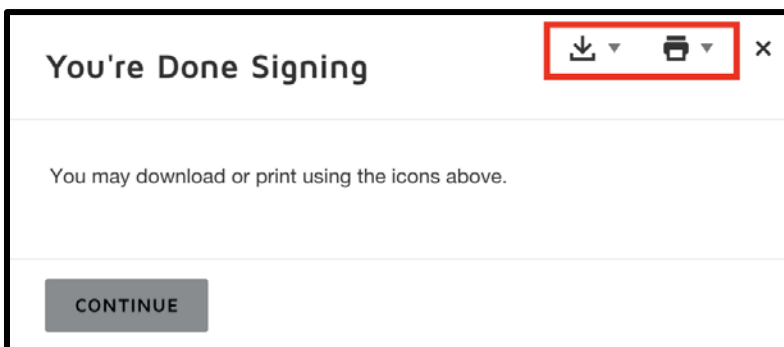 You're Done Signing
You may download or print using the icons above.
CONTINUE